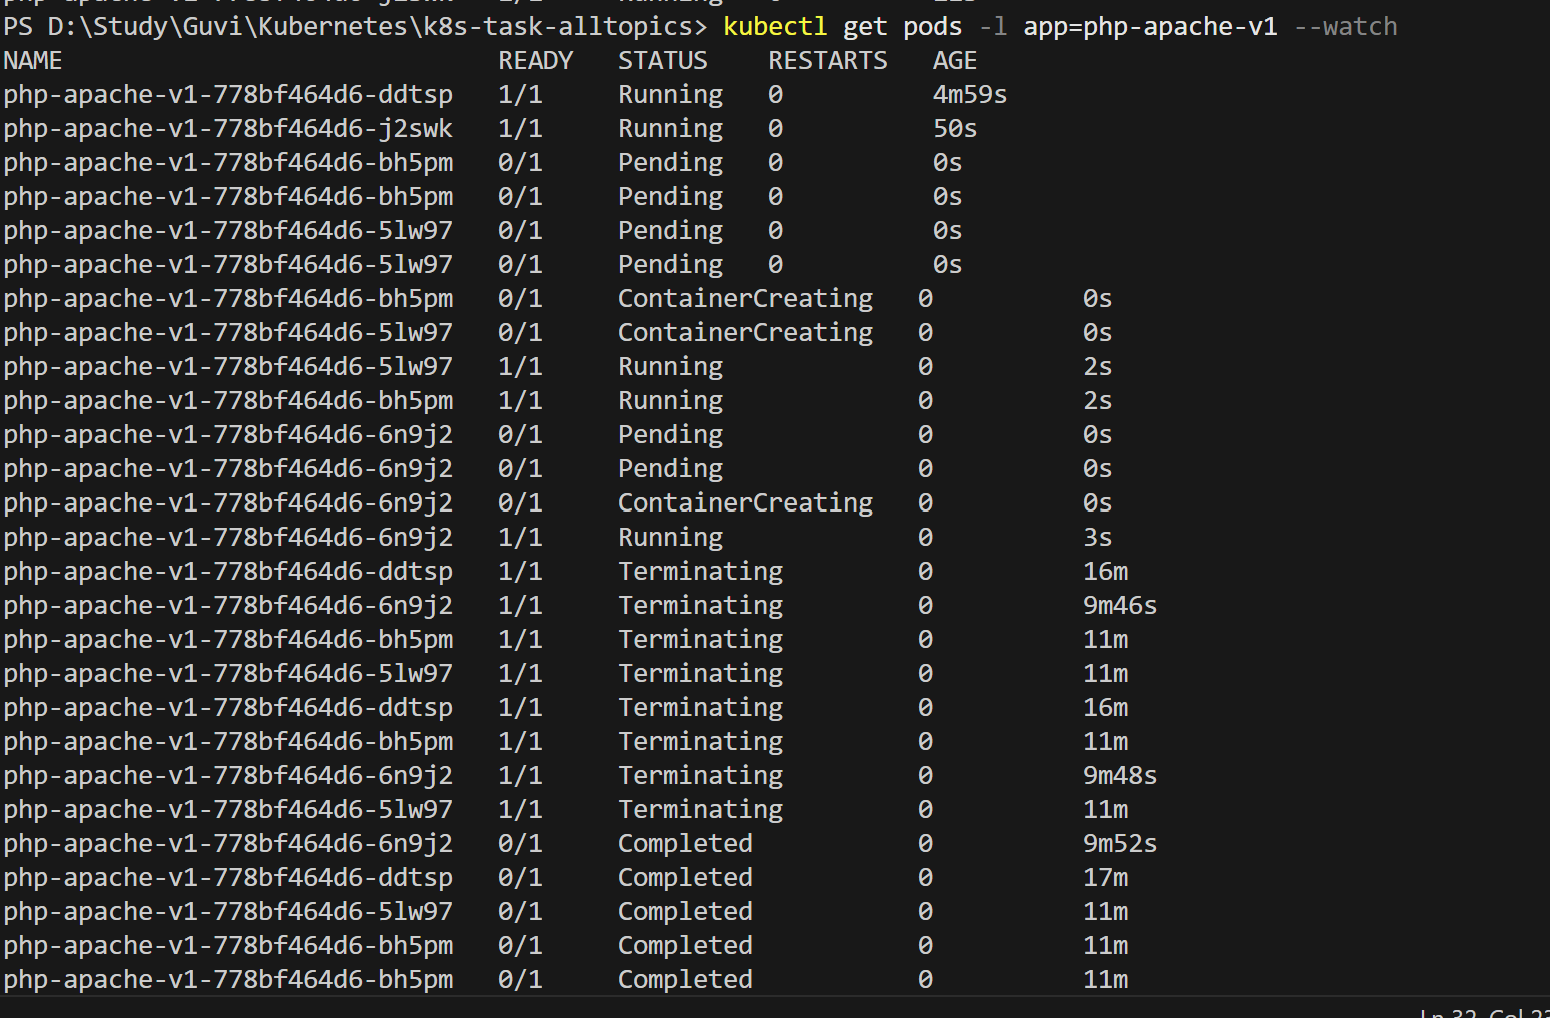 PS D:\Study\Guvi\Kubernetes\k8s-task-alltopics> kubectl get pods -l app=php-apache-v1 --watch
NAME READY STATUS RESTARTS AGE
php-apache-v1-778bf464d6-ddtsp 1/1 Running 0 4m59s
php-apache-v1-778bf464d6-j2swk 1/1 Running 0 50s
php-apache-v1-778bf464d6-bh5pm 0/1 Pending 0 0s
php-apache-v1-778bf464d6-bh5pm 0/1 Pending 0 0s
php-apache-v1-778bf464d6-5lw97 0/1 Pending 0 0s
php-apache-v1-778bf464d6-5lw97 0/1 Pending 0 0s
php-apache-v1-778bf464d6-bh5pm 0/1 ContainerCreating 0 0s
php-apache-v1-778bf464d6-5lw97 0/1 ContainerCreating 0 0s
php-apache-v1-778bf464d6-5lw97 1/1 Running 0 2s
php-apache-v1-778bf464d6-bh5pm 1/1 Running 0 2s
php-apache-v1-778bf464d6-6n9j2 0/1 Pending 0 0s
php-apache-v1-778bf464d6-6n9j2 0/1 Pending 0 0s
php-apache-v1-778bf464d6-6n9j2 0/1 ContainerCreating 0 0s
php-apache-v1-778bf464d6-6n9j2 1/1 Running 0 3s
php-apache-v1-778bf464d6-ddtsp 1/1 Terminating 0 16m
php-apache-v1-778bf464d6-6n9j2 1/1 Terminating 0 9m46s
php-apache-v1-778bf464d6-bh5pm 1/1 Terminating 0 11m
php-apache-v1-778bf464d6-5lw97 1/1 Terminating 0 11m
php-apache-v1-778bf464d6-ddtsp 1/1 Terminating 0 16m
php-apache-v1-778bf464d6-bh5pm 1/1 Terminating 0 11m
php-apache-v1-778bf464d6-6n9j2 1/1 Terminating 0 9m48s
php-apache-v1-778bf464d6-5lw97 1/1 Terminating 0 11m
php-apache-v1-778bf464d6-6n9j2 0/1 Completed 0 9m52s
php-apache-v1-778bf464d6-ddtsp 0/1 Completed 0 17m
php-apache-v1-778bf464d6-5lw97 0/1 Completed 0 11m
php-apache-v1-778bf464d6-bh5pm 0/1 Completed 0 11m
php-apache-v1-778bf464d6-bh5pm 0/1 Completed 0 11m